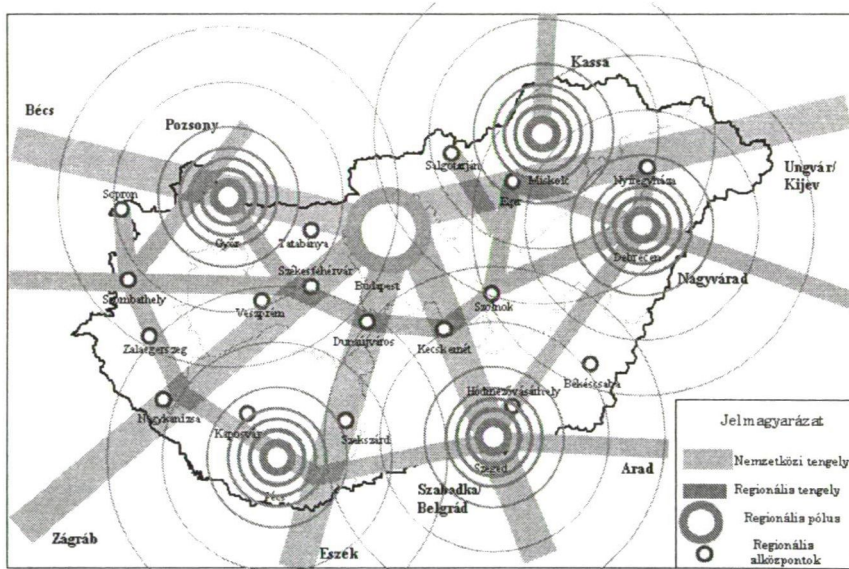 Kassa
Bécs
Pozsony
Salgótarján
Ungvár/
Kijev
Miskolc
Nyíregyháza
Eger
Sopron
Győr
Tatabánya
Debrecen
Székesfehérvár
Budapest
Nagyvárad
Szombathely
Veszprém
Szolnok
Zalaegerszeg
Dunaújváros
Kecskemét
Békéscsaba
Nagykanizsa
Hódmezővásárhely
Kaposvár
Szekszárd
Szeged
Arad
Pécs
Szabadka/
Belgrád
Zágráb
Eszék
Jelmagyarázat
Nemzetközi tengely
Regionális tengely
Regionális pólus
Regionális
alközpontok